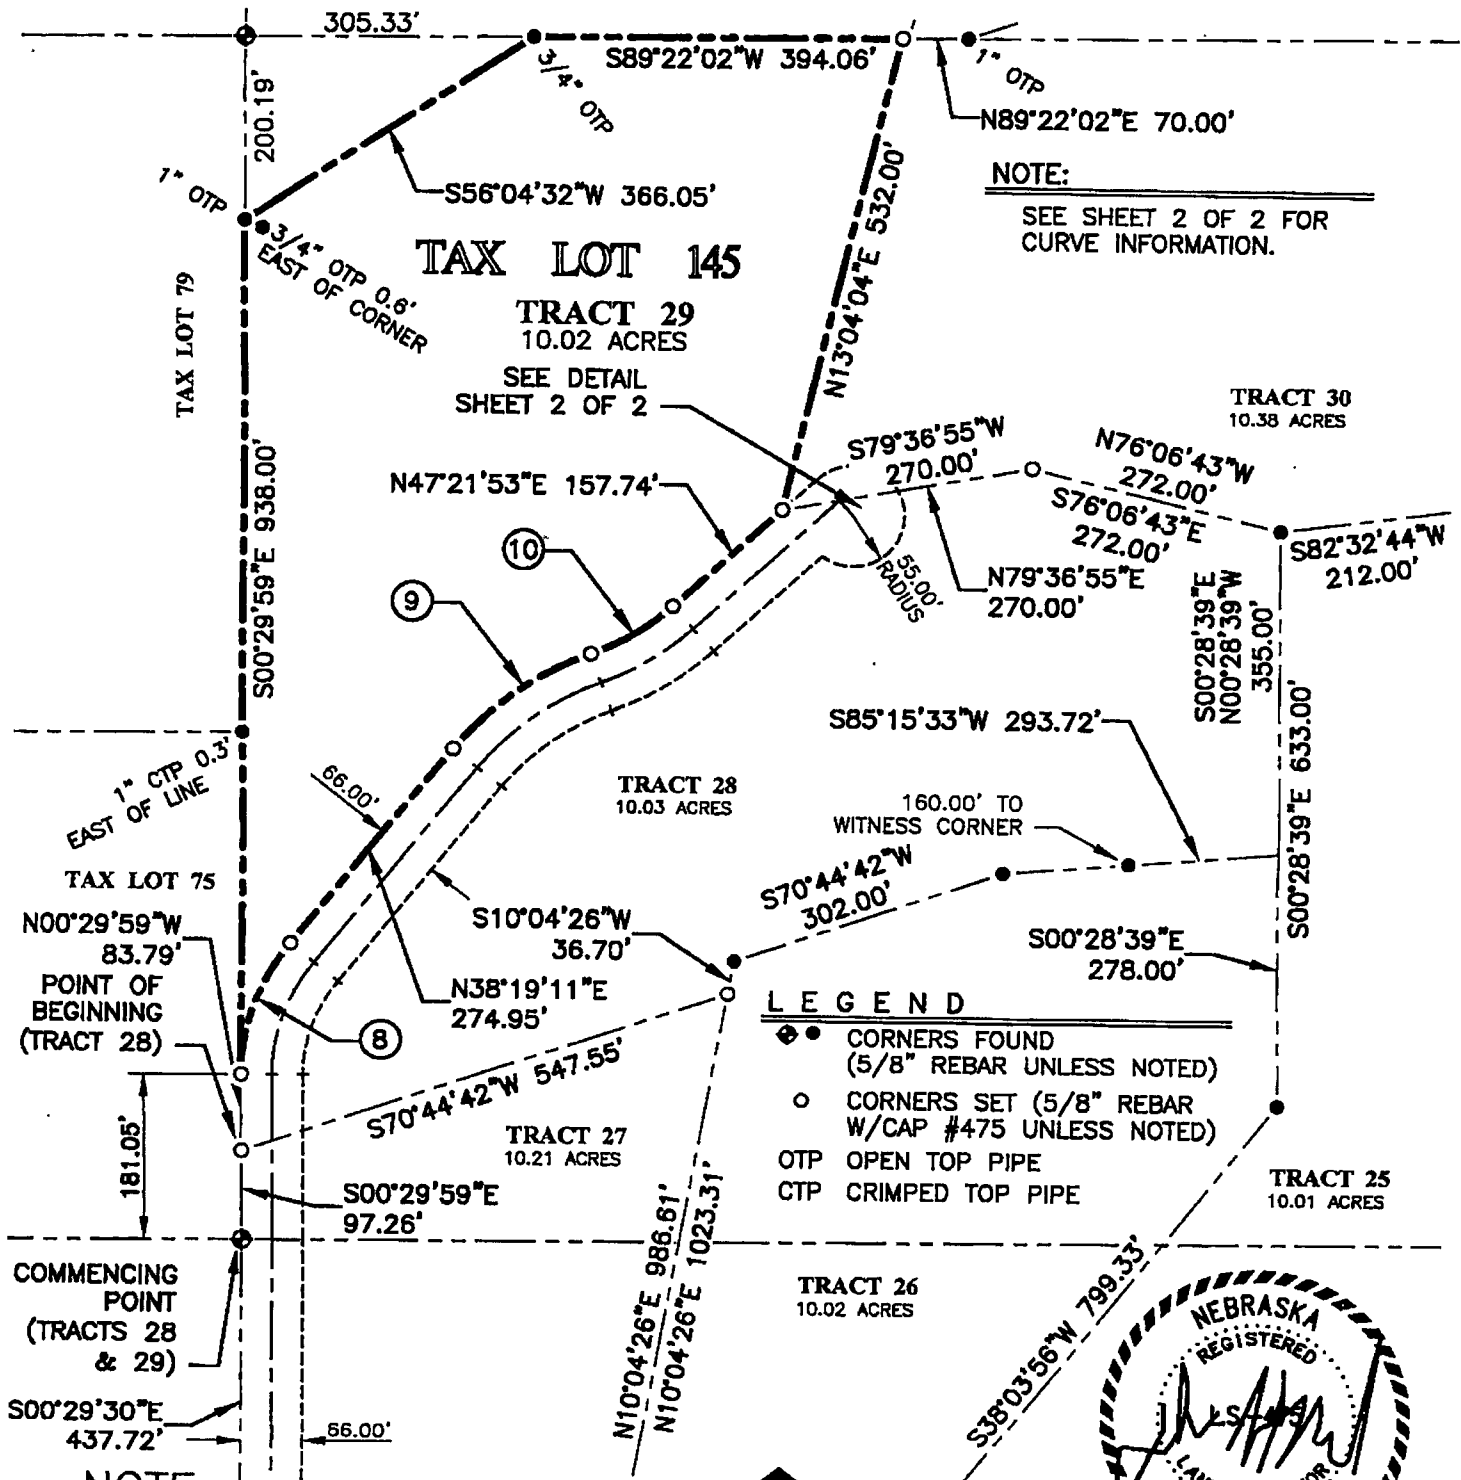 305.33'
S89°22'02"W 394.06'
3/4" OTP
1" OTP
N89°22'02"E 70.00'
200.19'
1" OTP
S56°04'32"W 366.05'
3/4" OTP 0.6'
EAST OF CORNER
NOTE:
SEE SHEET 2 OF 2 FOR
CURVE INFORMATION.
TAX LOT 145
TRACT 29
10.02 ACRES
SEE DETAIL
SHEET 2 OF 2
N13°04'04"E 532.00'
TAX LOT 79
TRACT 30
10.38 ACRES
S79°36'55"W
270.00'
N76°06'43"W
272.00'
S76°06'43"E
272.00'
S82°32'44"W
212.00'
N47°21'53"E 157.74'
N79°36'55"E
270.00'
55.00'
RADIUS
10
9
S00°29'59"E 938.00'
S00°28'39"E
N00°28'39"W
355.00'
S00°28'39"E 633.00'
S85°15'33"W 293.72'
1" CTP 0.3'
EAST OF LINE
66.00'
TRACT 28
10.03 ACRES
160.00' TO
WITNESS CORNER
TAX LOT 75
N00°29'59"W
83.79'
POINT OF
BEGINNING
(TRACT 28)
S70°44'42"W
302.00'
S10°04'26"W
36.70'
S00°28'39"E
278.00'
N38°19'11"E
274.95'
8
LEGEND
CORNERS FOUND
(5/8" REBAR UNLESS NOTED)
CORNERS SET (5/8" REBAR
W/CAP #475 UNLESS NOTED)
OTP OPEN TOP PIPE
CTP CRIMPED TOP PIPE
S70°44'42"W 547.55'
TRACT 27
10.21 ACRES
181.05'
S00°29'59"E
97.26'
TRACT 25
10.01 ACRES
COMMENCING
POINT
(TRACTS 28
& 29)
TRACT 26
10.02 ACRES
N10°04'26"E 986.61'
N10°04'26"E 1023.31'
S38°03'56"W 799.33'
S00°29'30"E
437.72'
66.00'
NEBRASKA
REGISTERED
NOTE